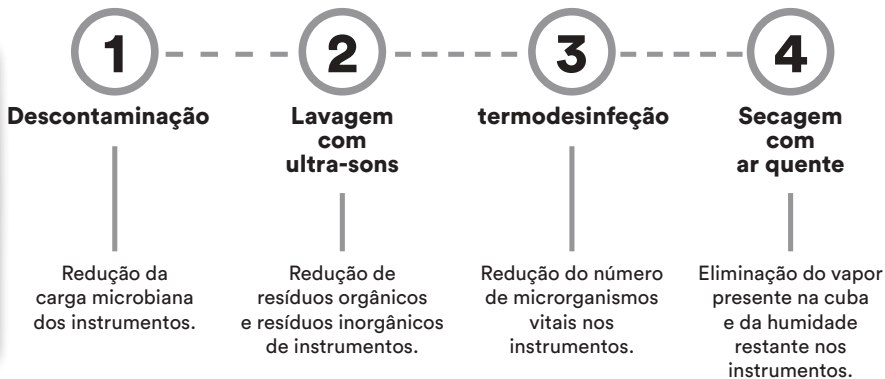 1
Descontaminação
Redução da
carga microbiana
dos instrumentos.
2
Lavagem
com
ultra-sons
Redução de
resíduos orgânicos
e resíduos inorgânicos
de instrumentos.
3
termodesinfeção
Redução do número
de microrganismos
vitais nos
instrumentos.
4
Secagem
com
ar quente
Eliminação do vapor
presente na cuba
e da humidade
restante nos
instrumentos.